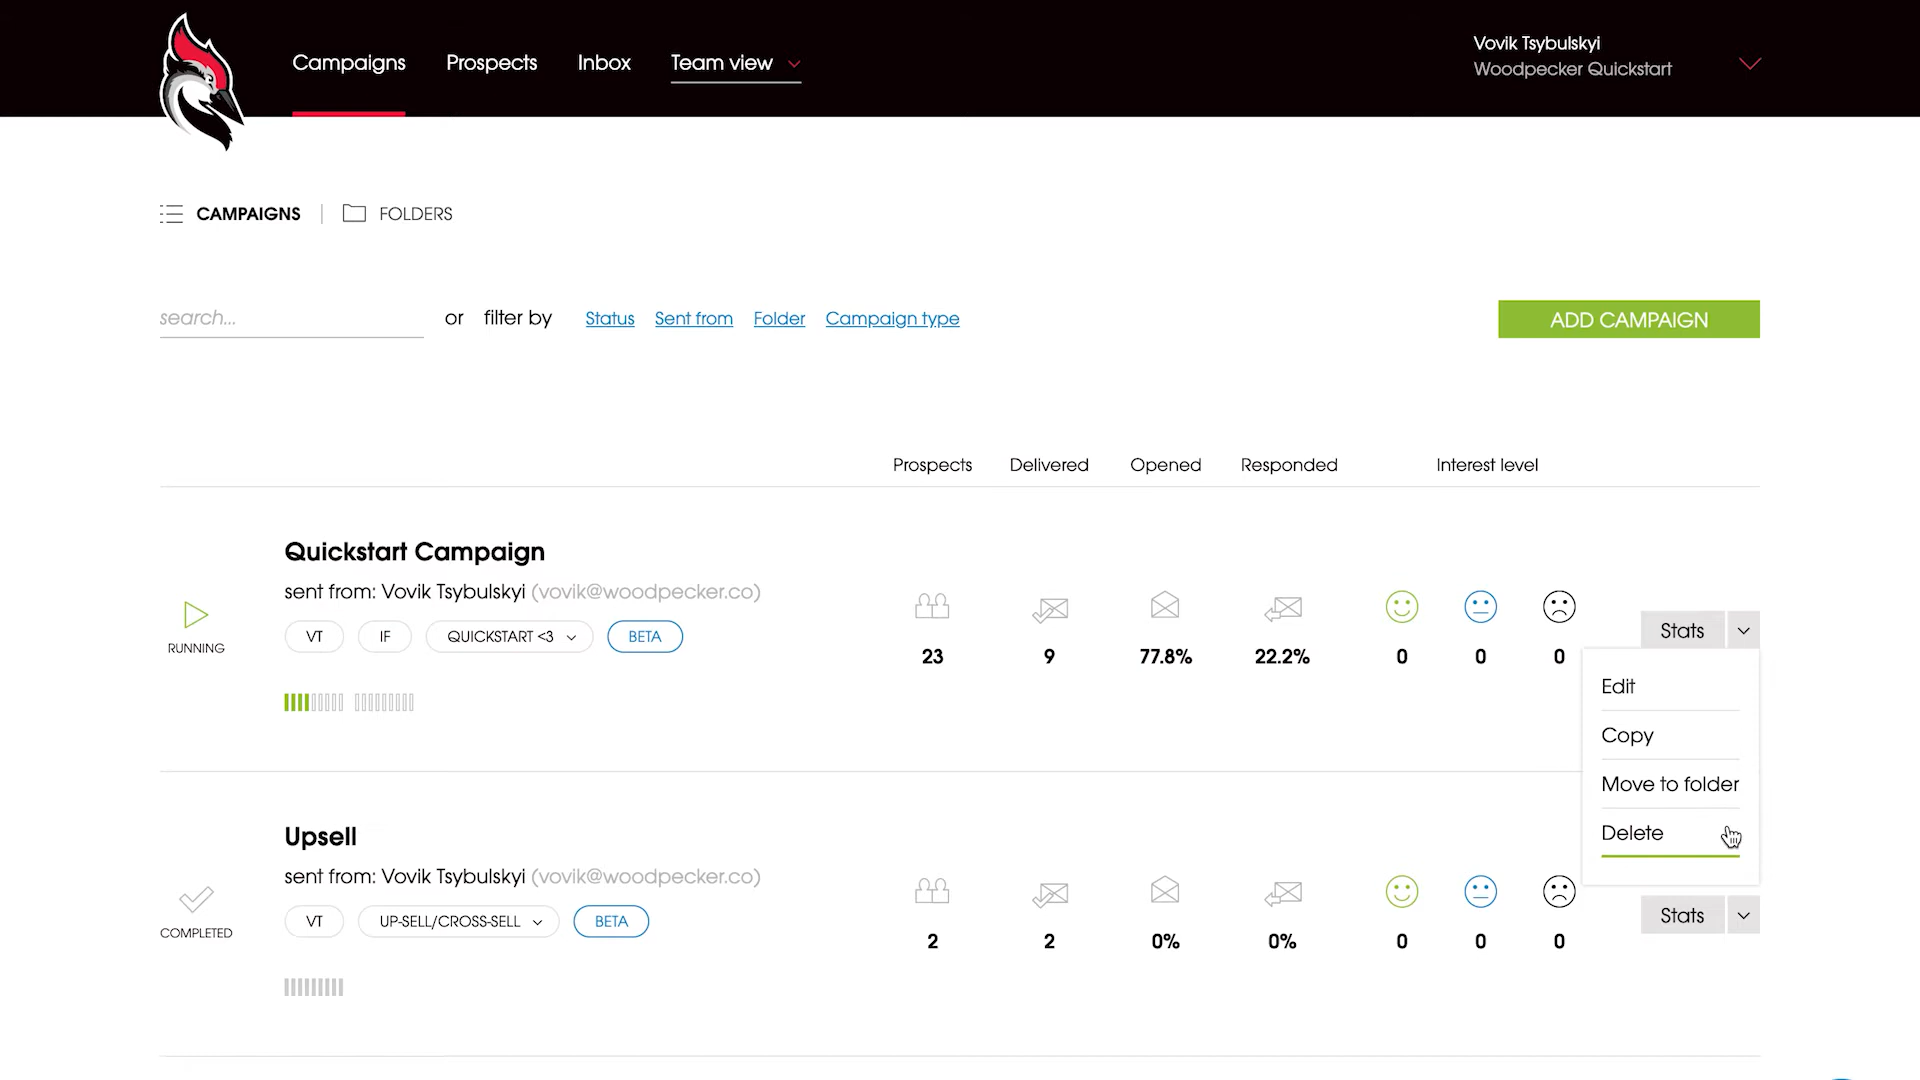 Campaigns Prospects Inbox Team view
Vovik Tsybulskyi
Woodpecker Quickstart
CAMPAIGNS FOLDERS
search... or filter by Status Sent from Folder Campaign type ADD CAMPAIGN
Prospects Delivered Opened Responded Interest level
Quickstart Campaign
sent from: Vovik Tsybulskyi (vovik@woodpecker.co)
RUNNING VT IF QUICKSTART <3 BETA
23 9 77.8% 22.2% 0 0 0
Stats
Edit
Copy
Move to folder
Delete
Upsell
sent from: Vovik Tsybulskyi (vovik@woodpecker.co)
COMPLETED VT UP-SELL/CROSS-SELL BETA
2 2 0% 0% 0 0 0
Stats